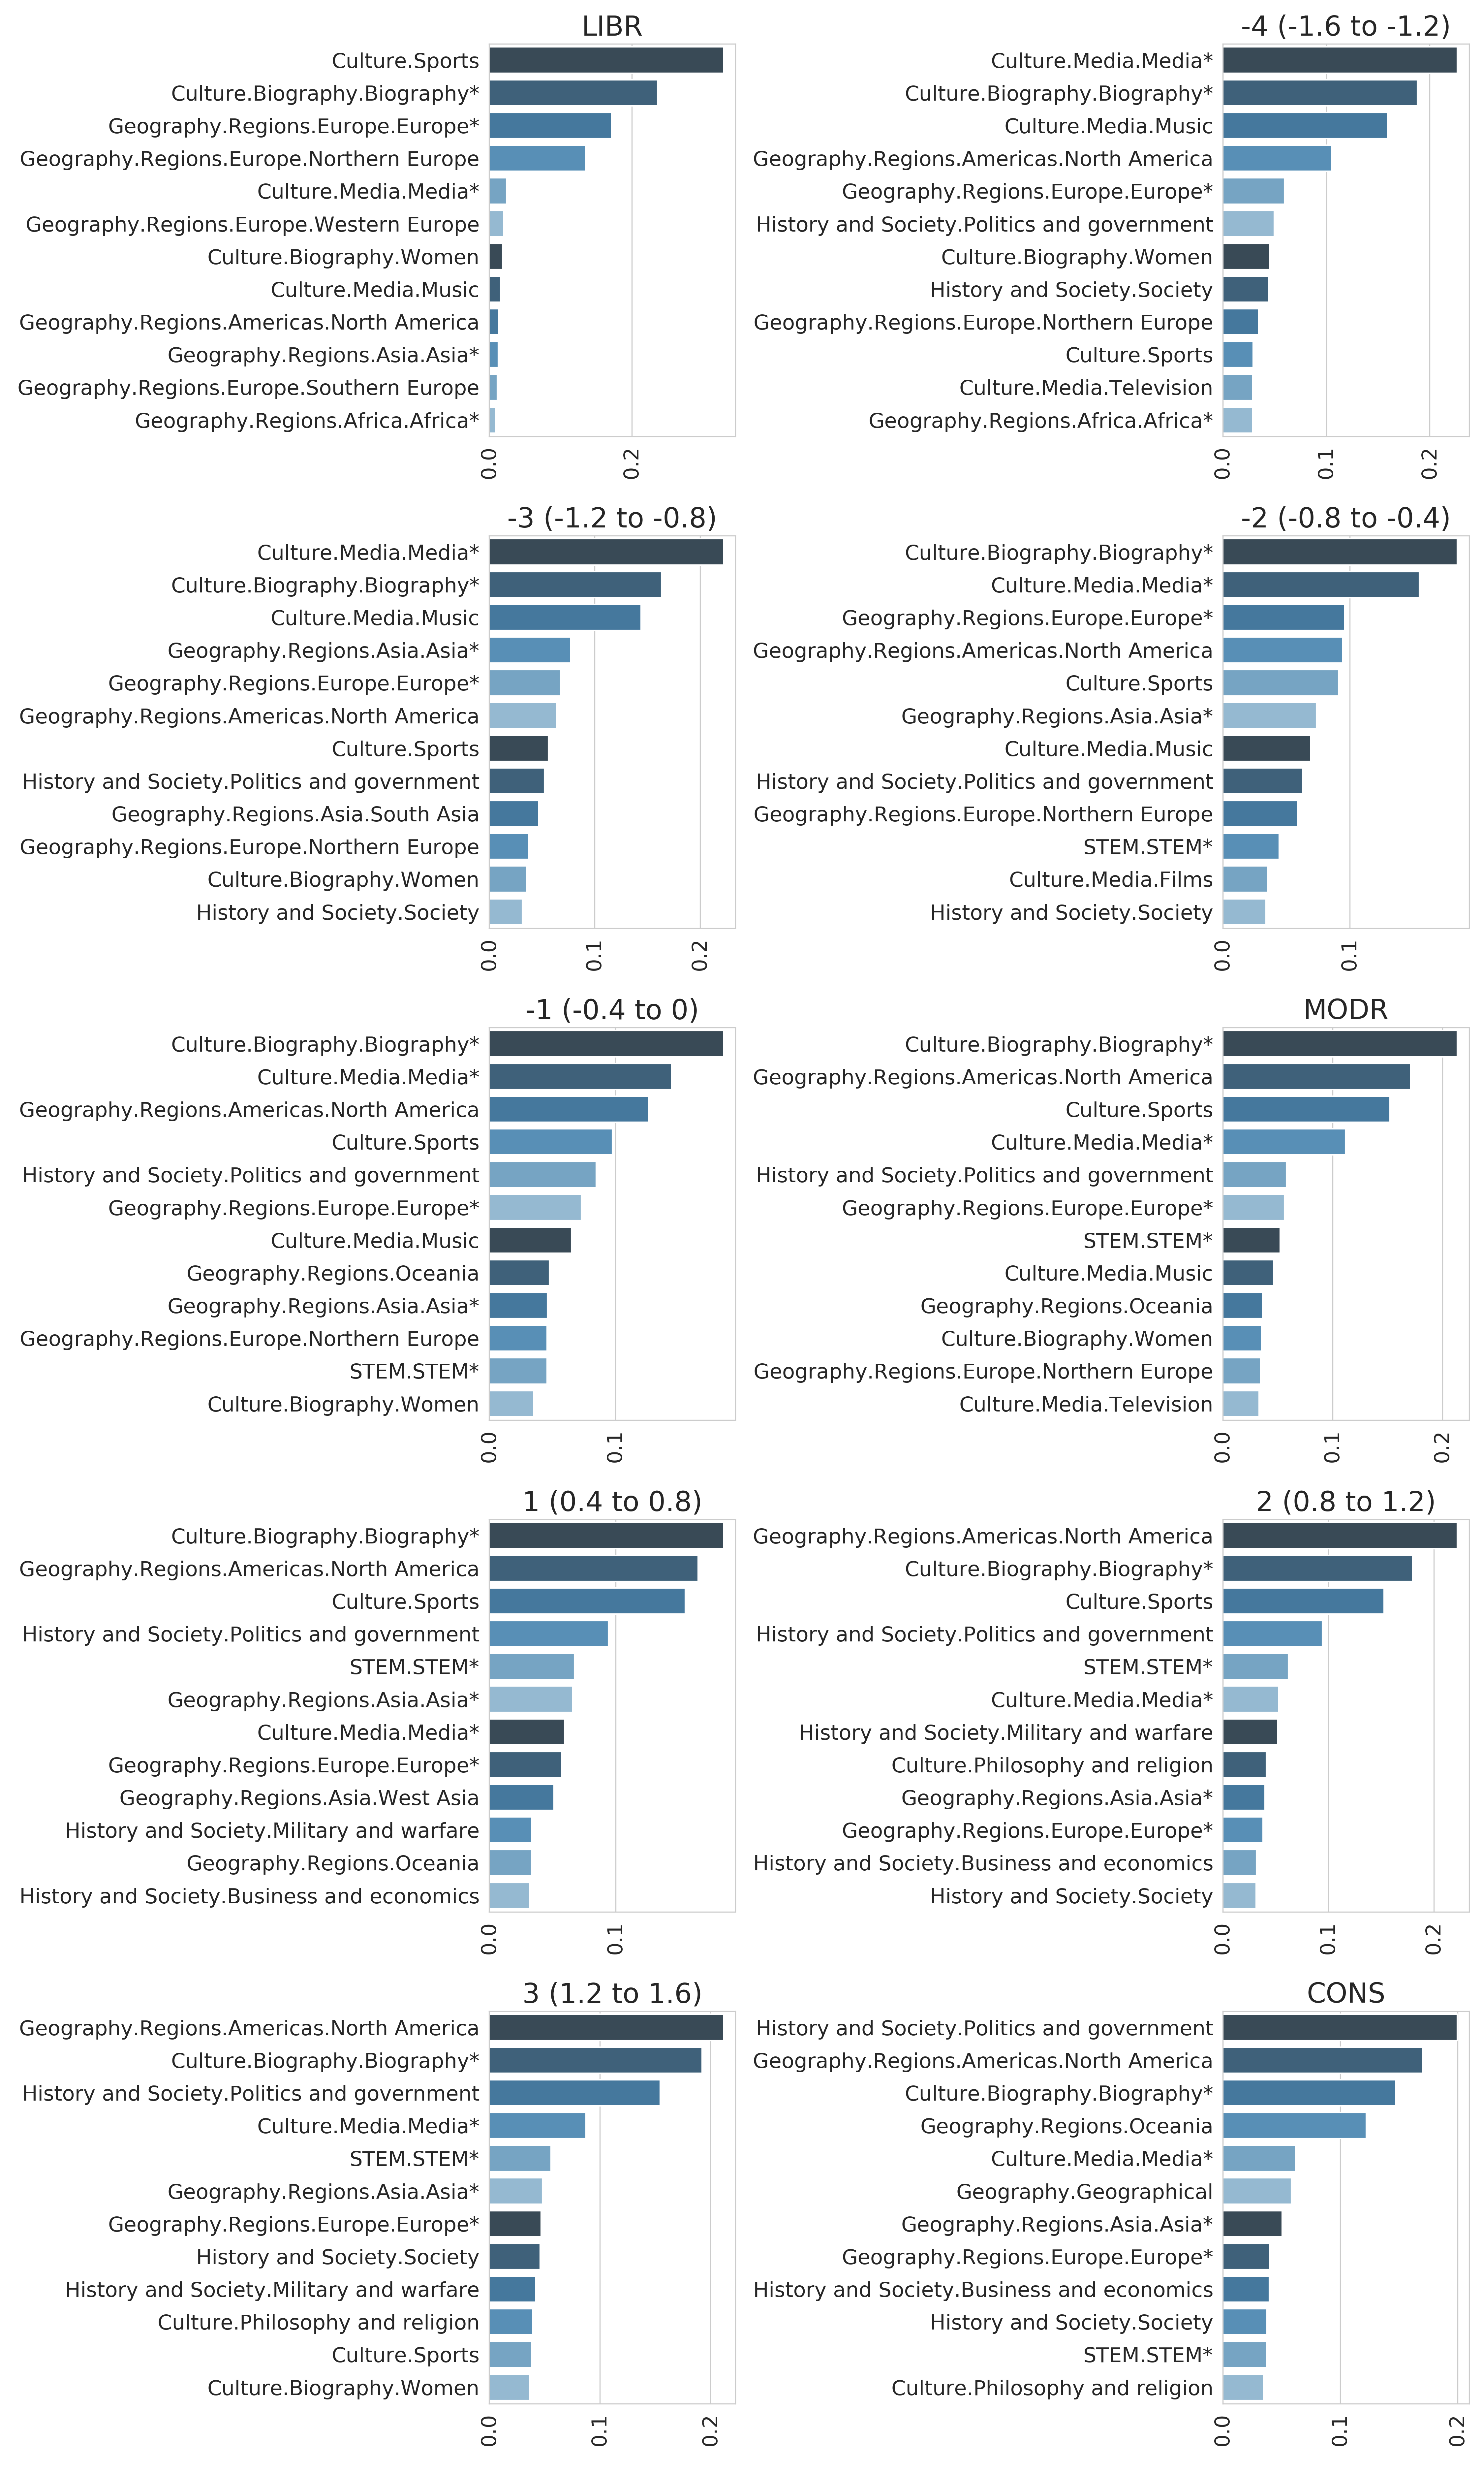 LIBR
Culture.Sports
Culture.Biography.Biography*
Geography.Regions.Europe.Europe*
Geography.Regions.Europe.Northern Europe
Culture.Media.Media*
Geography.Regions.Europe.Western Europe
Culture.Biography.Women
Culture.Media.Music
Geography.Regions.Americas.North America
Geography.Regions.Asia.Asia*
Geography.Regions.Europe.Southern Europe
Geography.Regions.Africa.Africa*
0.0
0.2
-4 (-1.6 to -1.2)
Culture.Media.Media*
Culture.Biography.Biography*
Culture.Media.Music
Geography.Regions.Americas.North America
Geography.Regions.Europe.Europe*
History and Society.Politics and government
Culture.Biography.Women
History and Society.Society
Geography.Regions.Europe.Northern Europe
Culture.Sports
Culture.Media.Television
Geography.Regions.Africa.Africa*
0.0
0.1
0.2
-3 (-1.2 to -0.8)
Culture.Media.Media*
Culture.Biography.Biography*
Culture.Media.Music
Geography.Regions.Asia.Asia*
Geography.Regions.Europe.Europe*
Geography.Regions.Americas.North America
Culture.Sports
History and Society.Politics and government
Geography.Regions.Asia.South Asia
Geography.Regions.Europe.Northern Europe
Culture.Biography.Women
History and Society.Society
0.0
0.1
0.2
-2 (-0.8 to -0.4)
Culture.Biography.Biography*
Culture.Media.Media*
Geography.Regions.Europe.Europe*
Geography.Regions.Americas.North America
Culture.Sports
Geography.Regions.Asia.Asia*
Culture.Media.Music
History and Society.Politics and government
Geography.Regions.Europe.Northern Europe
STEM.STEM*
Culture.Media.Films
History and Society.Society
0.0
0.1
-1 (-0.4 to 0)
Culture.Biography.Biography*
Culture.Media.Media*
Geography.Regions.Americas.North America
Culture.Sports
History and Society.Politics and government
Geography.Regions.Europe.Europe*
Culture.Media.Music
Geography.Regions.Oceania
Geography.Regions.Asia.Asia*
Geography.Regions.Europe.Northern Europe
STEM.STEM*
Culture.Biography.Women
0.0
0.1
MODR
Culture.Biography.Biography*
Geography.Regions.Americas.North America
Culture.Sports
Culture.Media.Media*
History and Society.Politics and government
Geography.Regions.Europe.Europe*
STEM.STEM*
Culture.Media.Music
Geography.Regions.Oceania
Culture.Biography.Women
Geography.Regions.Europe.Northern Europe
Culture.Media.Television
0.0
0.1
0.2
1 (0.4 to 0.8)
Culture.Biography.Biography*
Geography.Regions.Americas.North America
Culture.Sports
History and Society.Politics and government
STEM.STEM*
Geography.Regions.Asia.Asia*
Culture.Media.Media*
Geography.Regions.Europe.Europe*
Geography.Regions.Asia.West Asia
History and Society.Military and warfare
Geography.Regions.Oceania
History and Society.Business and economics
0.0
0.1
2 (0.8 to 1.2)
Geography.Regions.Americas.North America
Culture.Biography.Biography*
Culture.Sports
History and Society.Politics and government
STEM.STEM*
Culture.Media.Media*
History and Society.Military and warfare
Culture.Philosophy and religion
Geography.Regions.Asia.Asia*
Geography.Regions.Europe.Europe*
History and Society.Business and economics
History and Society.Society
0.0
0.1
0.2
3 (1.2 to 1.6)
Geography.Regions.Americas.North America
Culture.Biography.Biography*
History and Society.Politics and government
Culture.Media.Media*
STEM.STEM*
Geography.Regions.Asia.Asia*
Geography.Regions.Europe.Europe*
History and Society.Society
History and Society.Military and warfare
Culture.Philosophy and religion
Culture.Sports
Culture.Biography.Women
0.0
0.1
0.2
CONS
History and Society.Politics and government
Geography.Regions.Americas.North America
Culture.Biography.Biography*
Geography.Regions.Oceania
Culture.Media.Media*
Geography.Geographical
Geography.Regions.Asia.Asia*
Geography.Regions.Europe.Europe*
History and Society.Business and economics
History and Society.Society
STEM.STEM*
Culture.Philosophy and religion
0.0
0.1
0.2